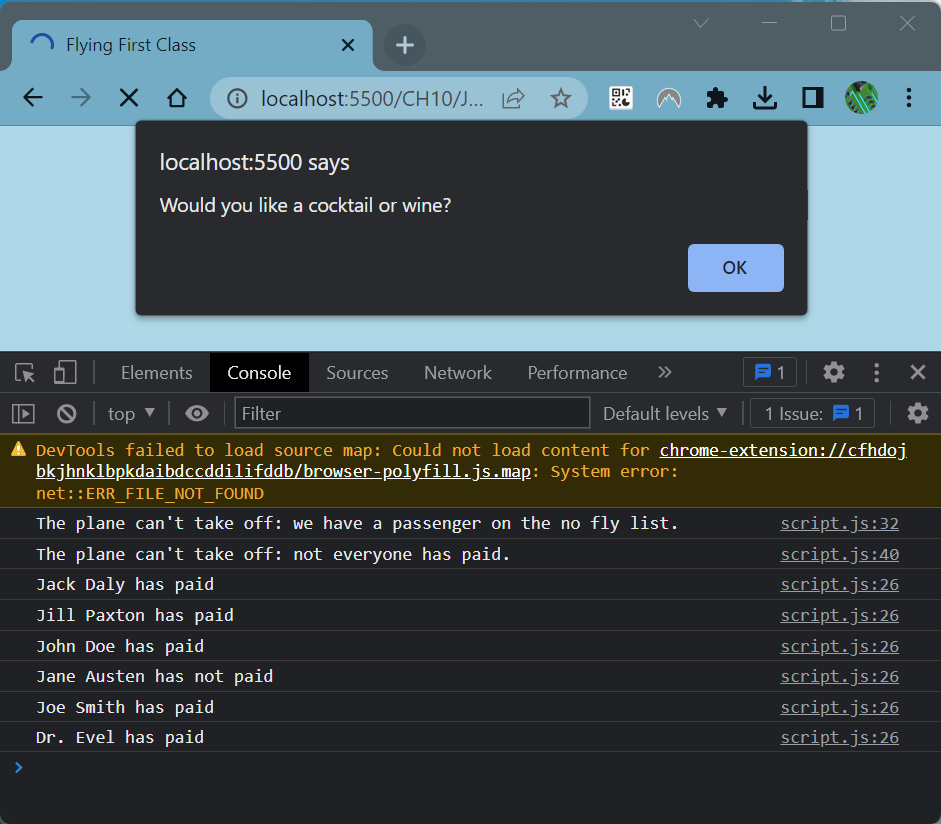 Flying First Class
localhost:5500/CH10/J...
localhost:5500 says
Would you like a cocktail or wine?
OK
Elements Console Sources Network Performance » 1
top ▼ Filter Default levels ▼ 1 Issue: 1
DevTools failed to load source map: Could not load content for chrome-extension://cfhdoj
bkjhnklbpkdaibdccddilifddb/browser-polyfill.js.map: System error:
net::ERR_FILE_NOT_FOUND
The plane can't take off: we have a passenger on the no fly list. script.js:32
The plane can't take off: not everyone has paid. script.js:40
Jack Daly has paid script.js:26
Jill Paxton has paid script.js:26
John Doe has paid script.js:26
Jane Austen has not paid script.js:26
Joe Smith has paid script.js:26
Dr. Evel has paid script.js:26